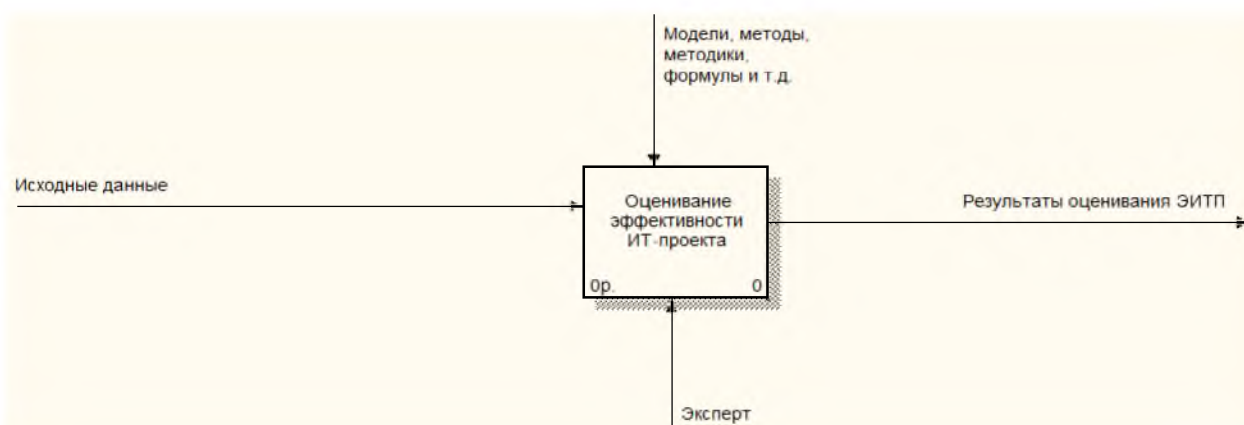 Модели, методы,
методики,
формулы и т.д.
Исходные данные
Оценивание
эффективности
ИТ-проекта
0р. 0
Результаты оценивания ЭИТП
Эксперт